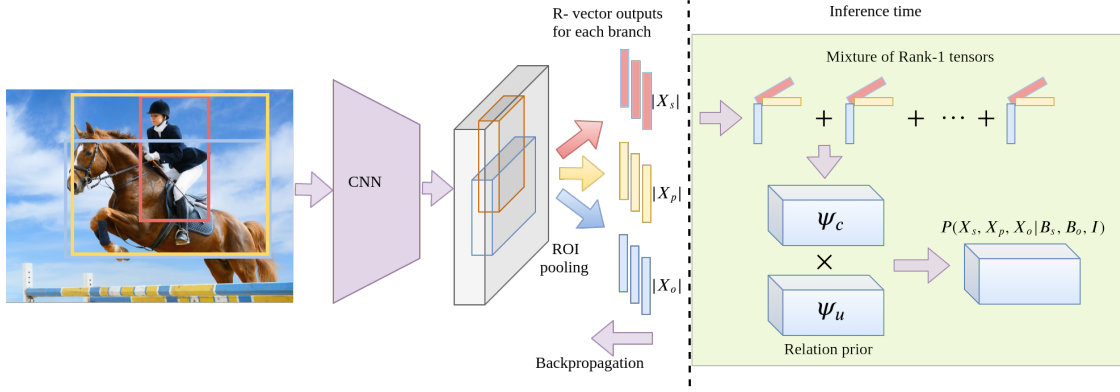 R- vector outputs
for each branch
Inference time
Mixture of Rank-1 tensors
|X_s|
+ + ··· +
CNN
|X_p|
ψ_c
×
P(X_s, X_p, X_o|B_s, B_o, I)
ROI
pooling
|X_o|
ψ_u
Relation prior
Backpropagation